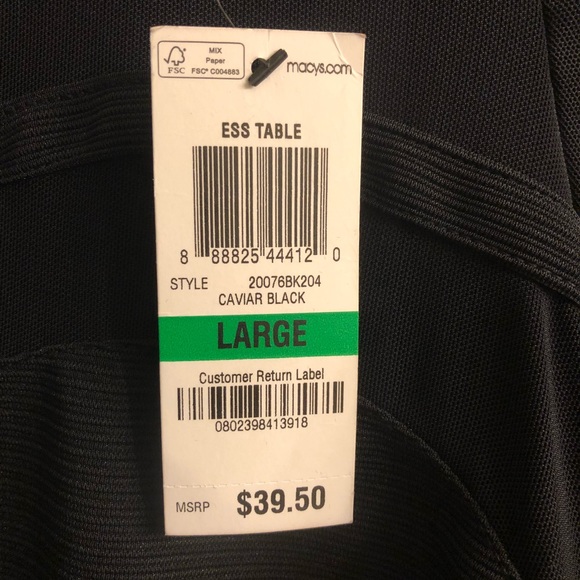 MIX
Paper
FSC® C004883
FSC
macys.com
ESS TABLE
8 88825 44412 0
STYLE 20076BK204
CAVIAR BLACK
LARGE
Customer Return Label
0802398413918
MSRP $39.50